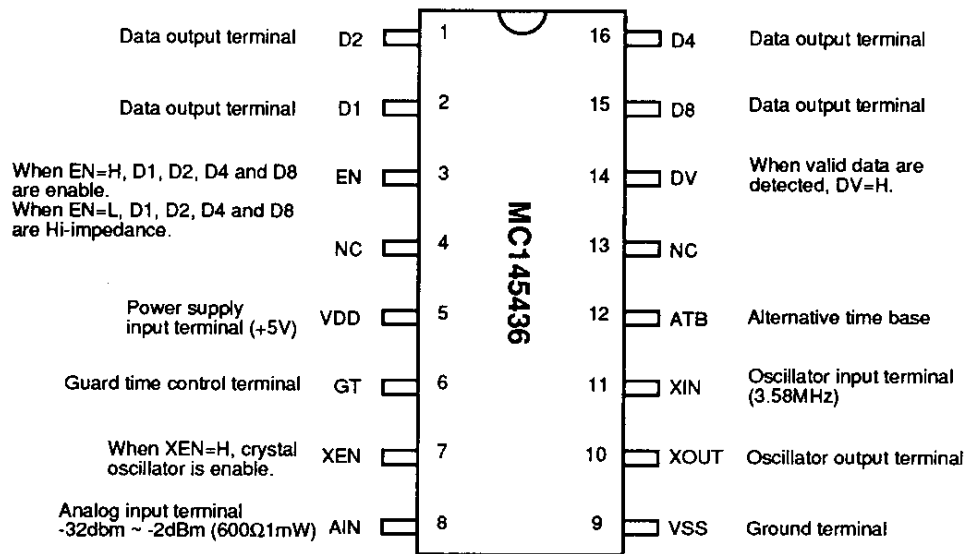 Data output terminal D2 1 16 D4 Data output terminal
Data output terminal D1 2 15 D8 Data output terminal
When EN=H, D1, D2, D4 and D8
are enable.
When EN=L, D1, D2, D4 and D8
are Hi-impedance.
EN 3 14 DV When valid data are
detected, DV=H.
NC 4 13 NC
MC145436
Power supply
input terminal (+5V) VDD 5 12 ATB Alternative time base
Guard time control terminal GT 6 11 XIN Oscillator input terminal
(3.58MHz)
When XEN=H, crystal
oscillator is enable. XEN 7 10 XOUT Oscillator output terminal
Analog input terminal
-32dbm ~ -2dBm (600Ω1mW) AIN 8 9 VSS Ground terminal